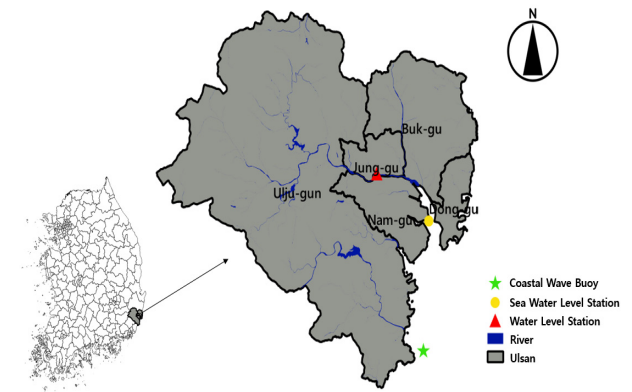 N
Buk-gu
Jung-gu
Ulju-gun
Dong-gu
Nam-gu
Coastal Wave Buoy
Sea Water Level Station
Water Level Station
River
Ulsan